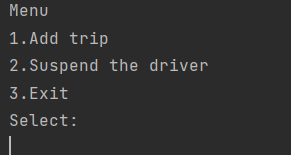 Menu
1.Add trip
2.Suspend the driver
3.Exit
Select: